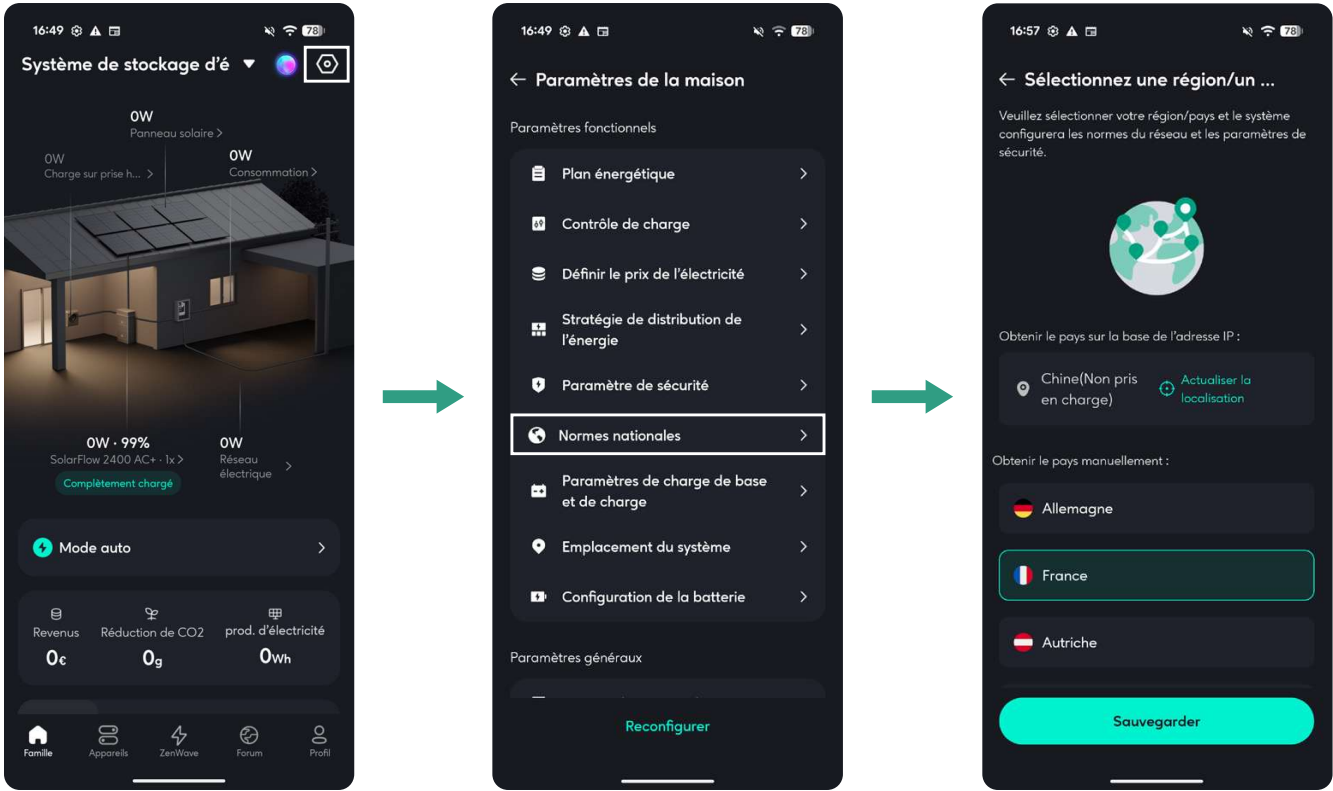 16:49
78
Système de stockage d'é
0W
Panneau solaire >
0W
Charge sur prise h... >
0W
Consommation >
0W · 99%
SolarFlow 2400 AC+ · 1x >
Complètement chargé
0W
Réseau
électrique >
Mode auto >
Revenus
0€
Réduction de CO2
0g
prod. d'électricité
0Wh
Famille
Appareils
ZenWave
Forum
Profil
16:49
78
← Paramètres de la maison
Paramètres fonctionnels
Plan énergétique >
Contrôle de charge >
Définir le prix de l'électricité >
Stratégie de distribution de
l'énergie >
Paramètre de sécurité >
Normes nationales >
Paramètres de charge de base
et de charge >
Emplacement du système >
Configuration de la batterie >
Paramètres généraux
Reconfigurer
16:57
78
← Sélectionnez une région/un ...
Veuillez sélectionner votre région/pays et le système
configurera les normes du réseau et les paramètres de
sécurité.
Obtenir le pays sur la base de l'adresse IP :
Chine(Non pris
en charge)
Actualiser la
localisation
Obtenir le pays manuellement :
Allemagne
France
Autriche
Sauvegarder